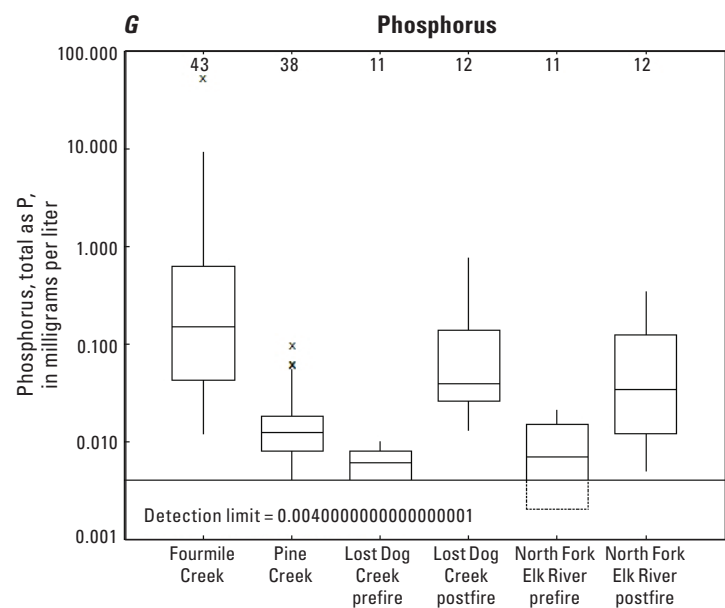 G Phosphorus
100.000
10.000
1.000
0.100
0.010
0.001
Phosphorus, total as P,
in milligrams per liter
43 38 11 12 11 12
x
x
x
Detection limit = 0.0040000000000000001
Fourmile
Creek
Pine
Creek
Lost Dog
Creek
prefire
Lost Dog
Creek
postfire
North Fork
Elk River
prefire
North Fork
Elk River
postfire